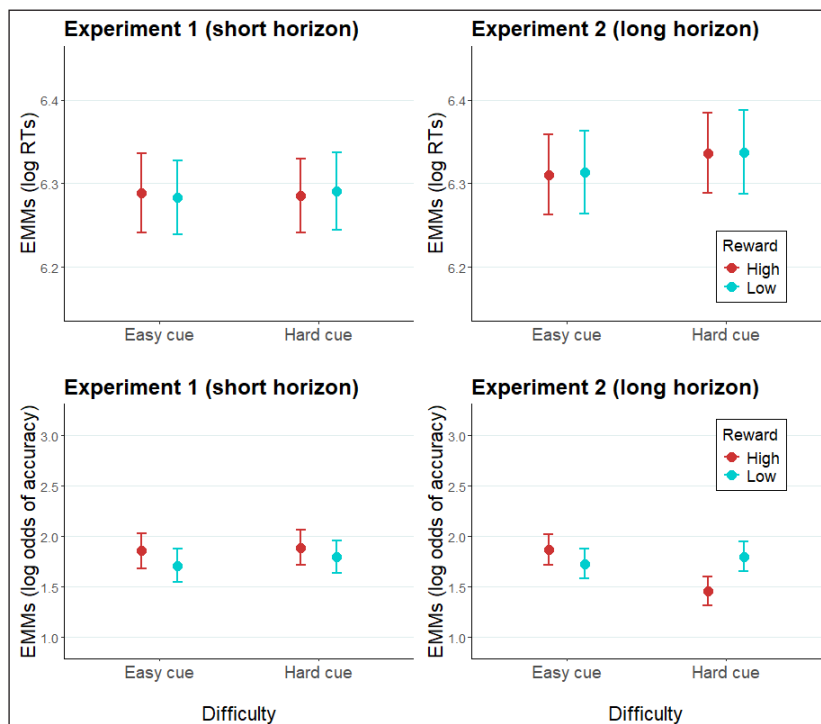 Experiment 1 (short horizon)
Experiment 2 (long horizon)
EMMs (log RTs)
6.4
6.3
6.2
Easy cue
Hard cue
EMMs (log RTs)
6.4
6.3
6.2
Reward
High
Low
Easy cue
Hard cue
Experiment 1 (short horizon)
Experiment 2 (long horizon)
EMMs (log odds of accuracy)
3.0
2.5
2.0
1.5
1.0
Easy cue
Hard cue
Difficulty
EMMs (log odds of accuracy)
3.0
2.5
2.0
1.5
1.0
Reward
High
Low
Easy cue
Hard cue
Difficulty